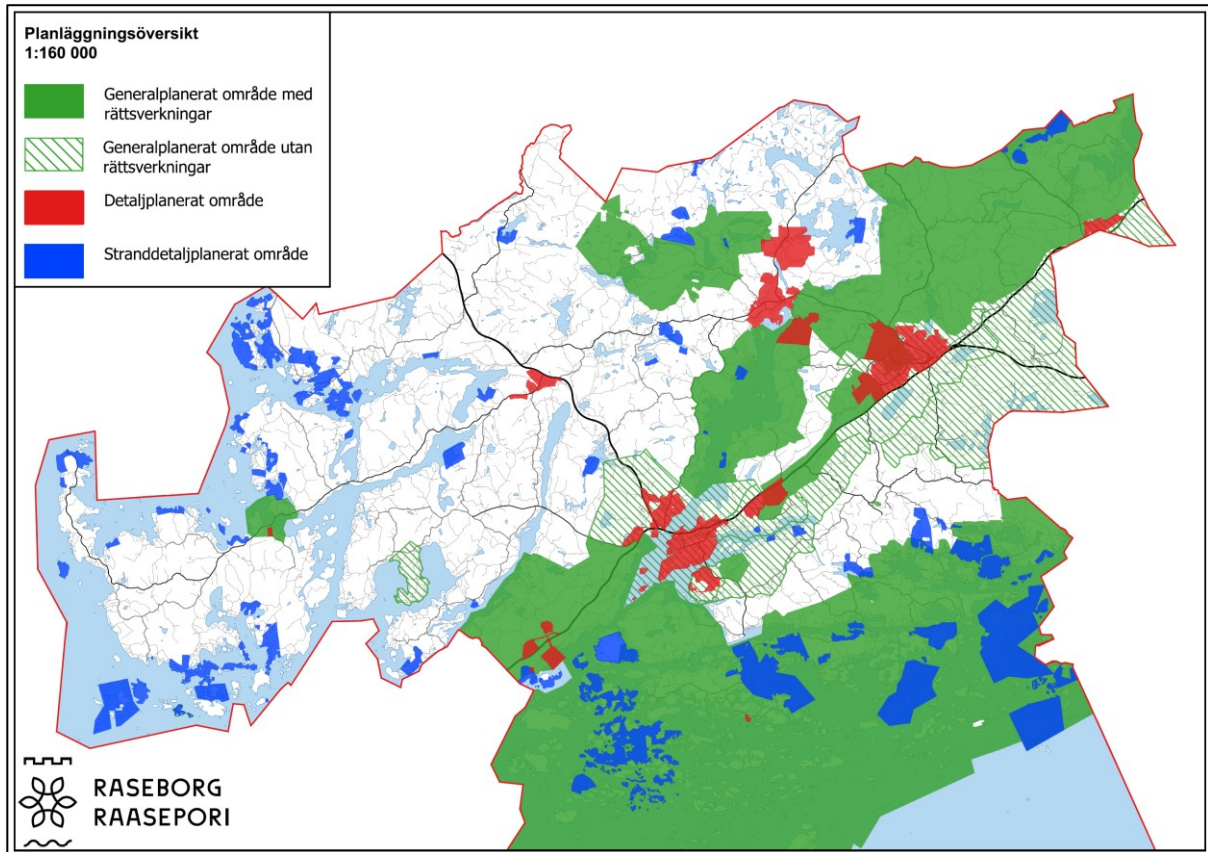 Planläggningsöversikt
1:160 000
Generalplanerat område med
rättsverkningar
Generalplanerat område utan
rättsverkningar
Detaljplanerat område
Stranddetaljplanerat område
RASEBORG
RAASEPORI